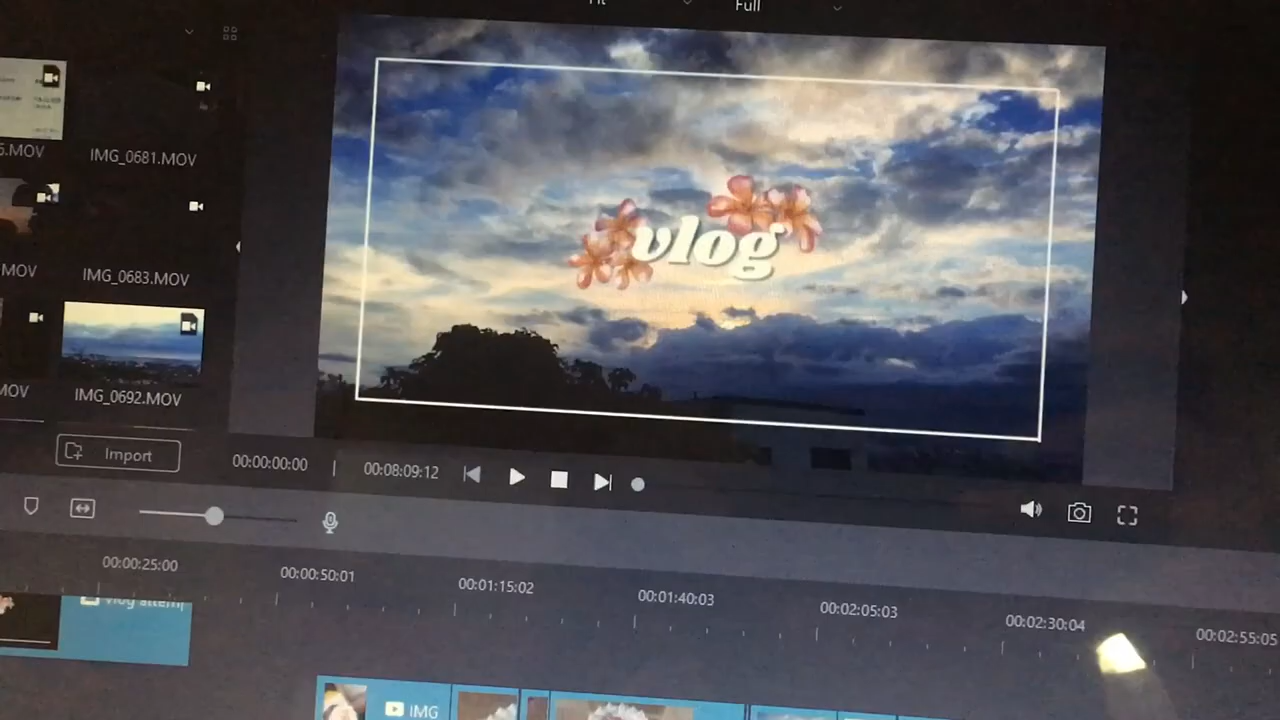 Full
.MOV
IMG_0681.MOV
MOV
IMG_0683.MOV
MOV
IMG_0692.MOV
vlog
Import
00:00:00:00 | 00:08:09:12
00:00:25:00
00:00:50:01
00:01:15:02
00:01:40:03
00:02:05:03
00:02:30:04
00:02:55:05
vlog attem
IMG